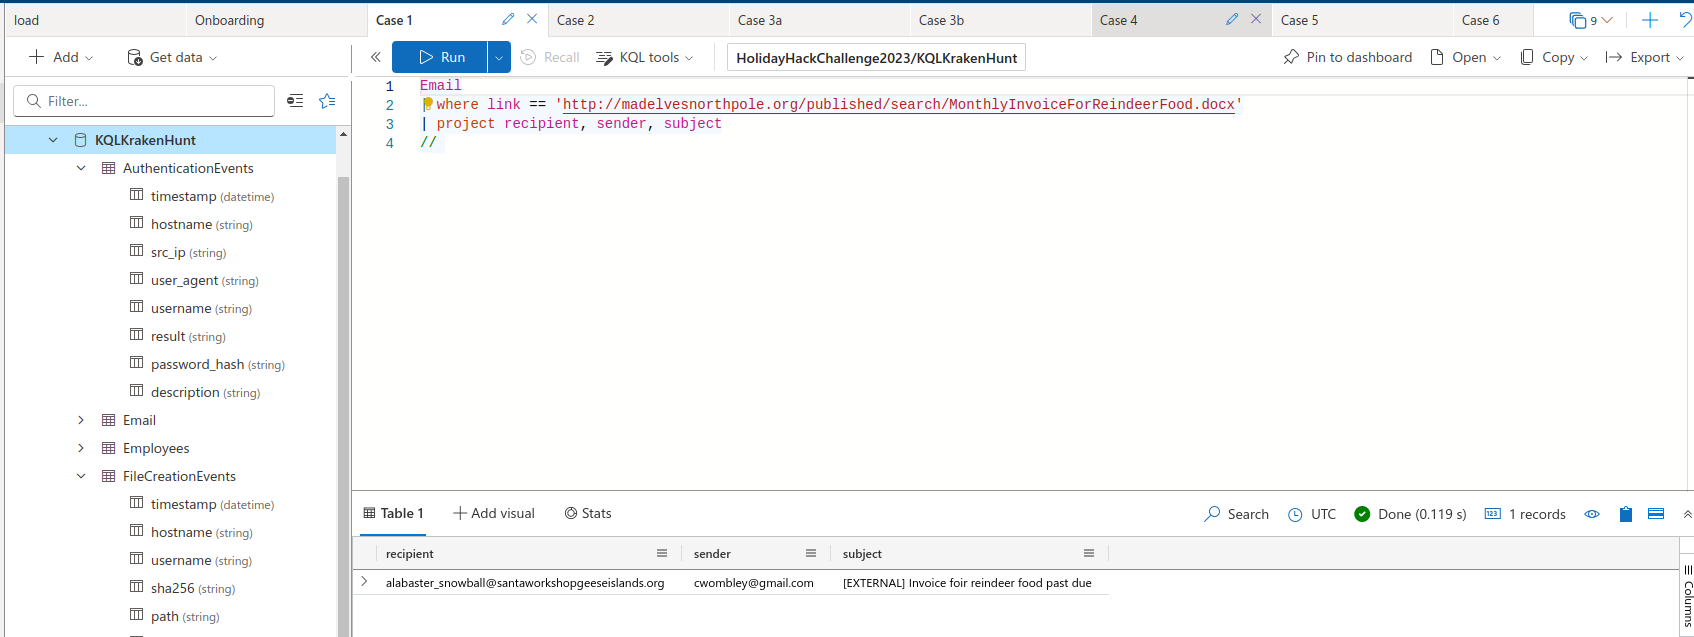 load Onboarding Case 1 Case 2 Case 3a Case 3b Case 4 Case 5 Case 6 9
Add Get data Run Recall KQL tools HolidayHackChallenge2023/KQLKrakenHunt Pin to dashboard Open Copy Export
Filter...
1 Email
2 | where link == 'http://madelvesnorthpole.org/published/search/MonthlyInvoiceForReindeerFood.docx'
3 | project recipient, sender, subject
4 //
KQLKrakenHunt
AuthenticationEvents
timestamp (datetime)
hostname (string)
src_ip (string)
user_agent (string)
username (string)
result (string)
password_hash (string)
description (string)
Email
Employees
FileCreationEvents
timestamp (datetime)
hostname (string)
username (string)
sha256 (string)
path (string)
Table 1 Add visual Stats Search UTC Done (0.119 s) 123 1 records
recipient sender subject
alabaster_snowball@santaworkshopgeeseislands.org cwombley@gmail.com [EXTERNAL] Invoice foir reindeer food past due
Columns